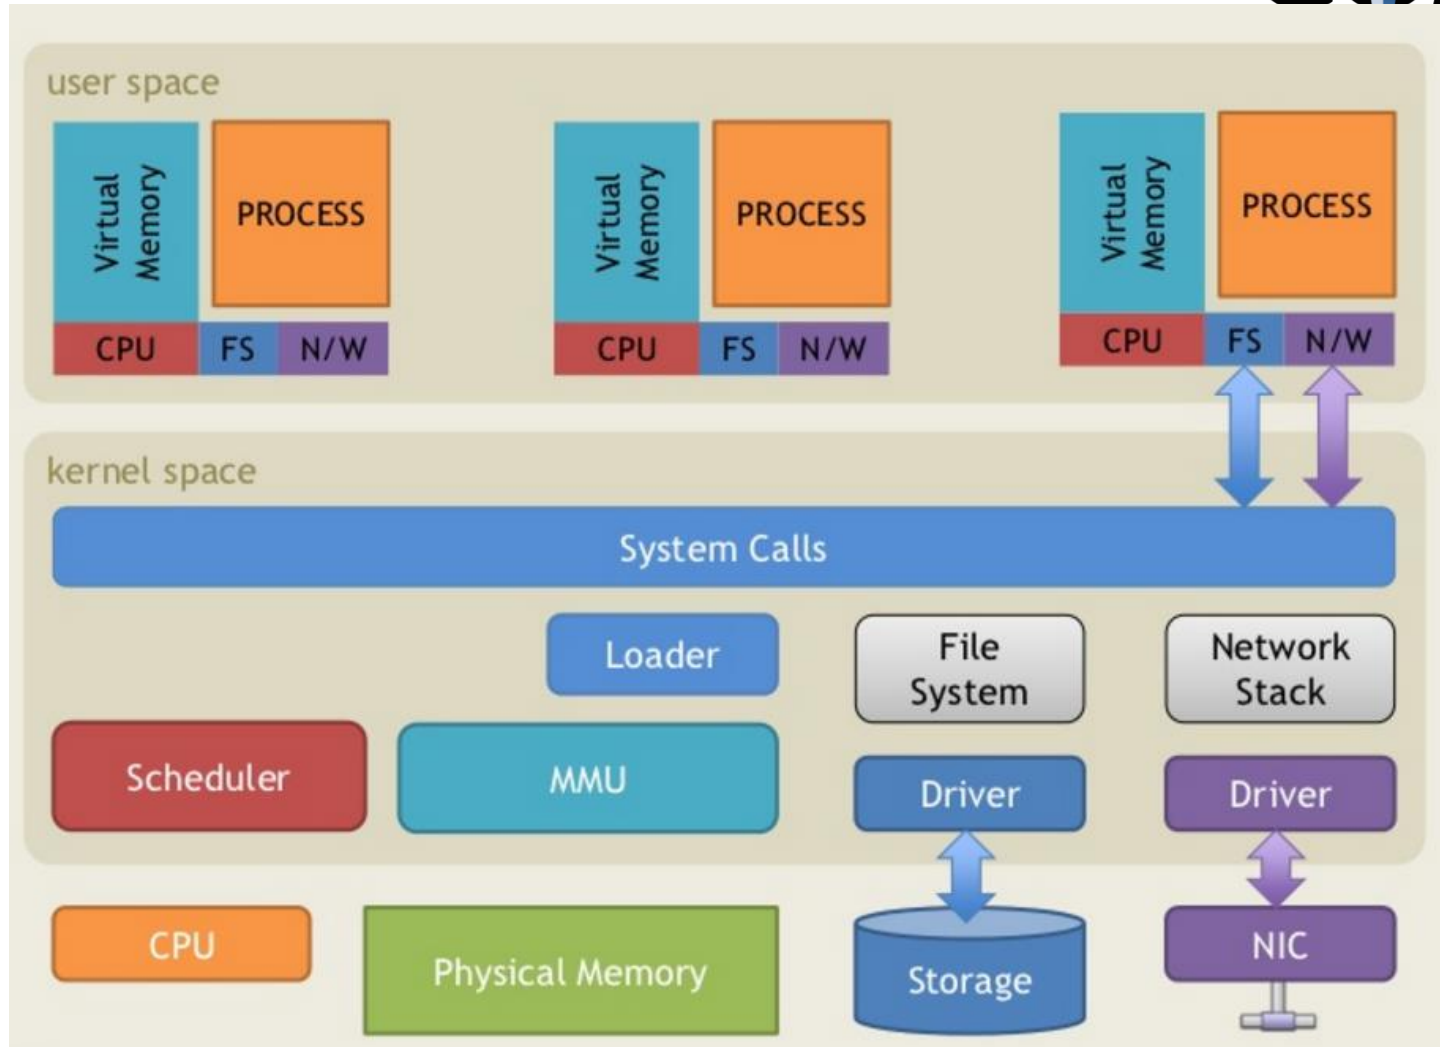 user space
Virtual
Memory
PROCESS
CPU FS N/W
Virtual
Memory
PROCESS
CPU FS N/W
Virtual
Memory
PROCESS
CPU FS N/W
kernel space
System Calls
Loader
File
System
Network
Stack
Scheduler
MMU
Driver
Driver
CPU
Physical Memory
Storage
NIC